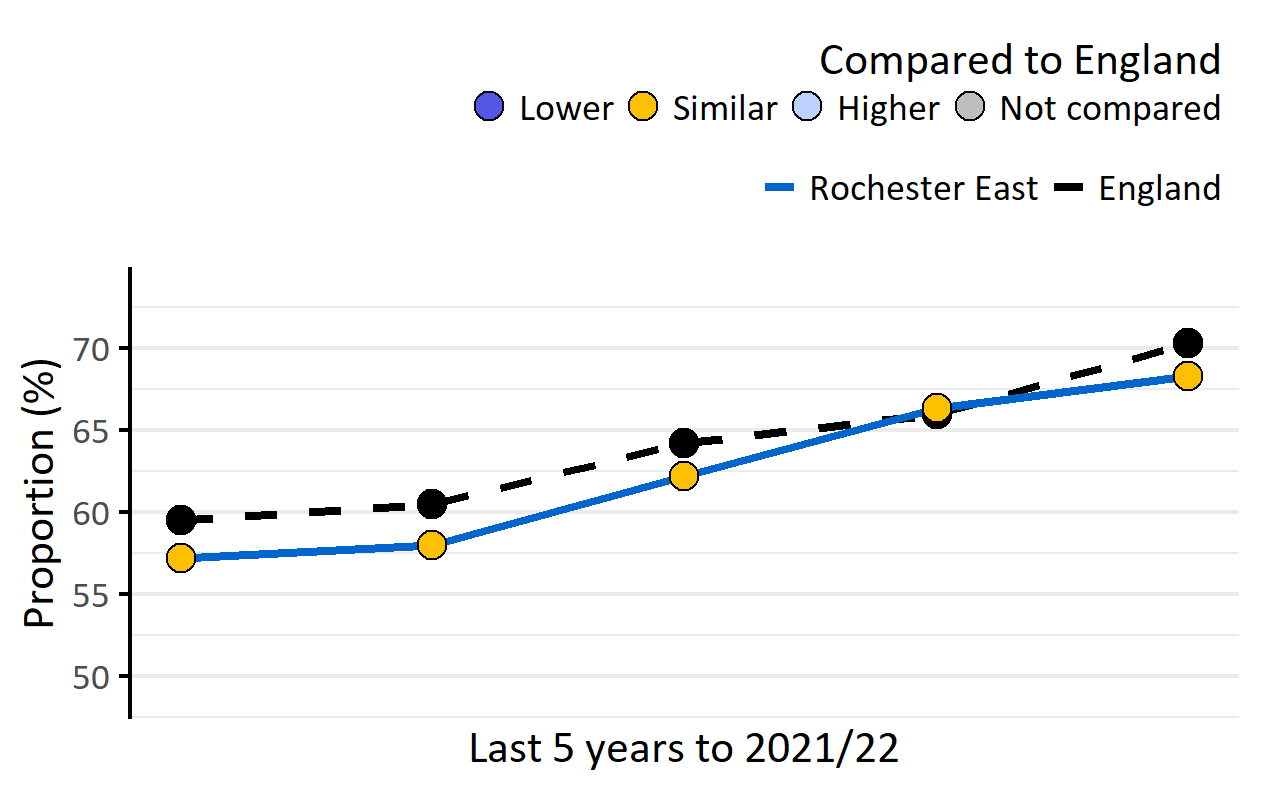 Compared to England
Lower Similar Higher Not compared
Rochester East England
70
65
60
55
50
Proportion (%)
Last 5 years to 2021/22